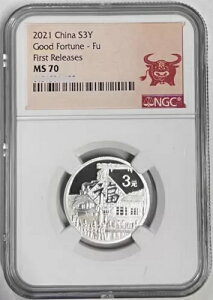 2021 China S3Y
Good Fortune - Fu
First Releases
MS 70
NGC
福
3元